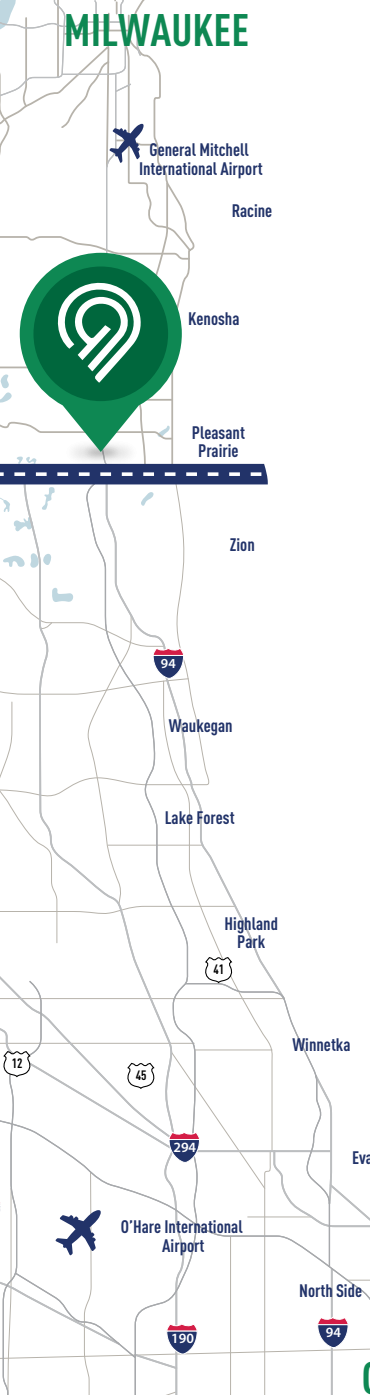 MILWAUKEE
General Mitchell
International Airport
Racine
Kenosha
Pleasant
Prairie
Zion
94
Waukegan
Lake Forest
Highland
Park
41
Winnetka
12
45
294
Eva
O'Hare International
Airport
North Side
190
94